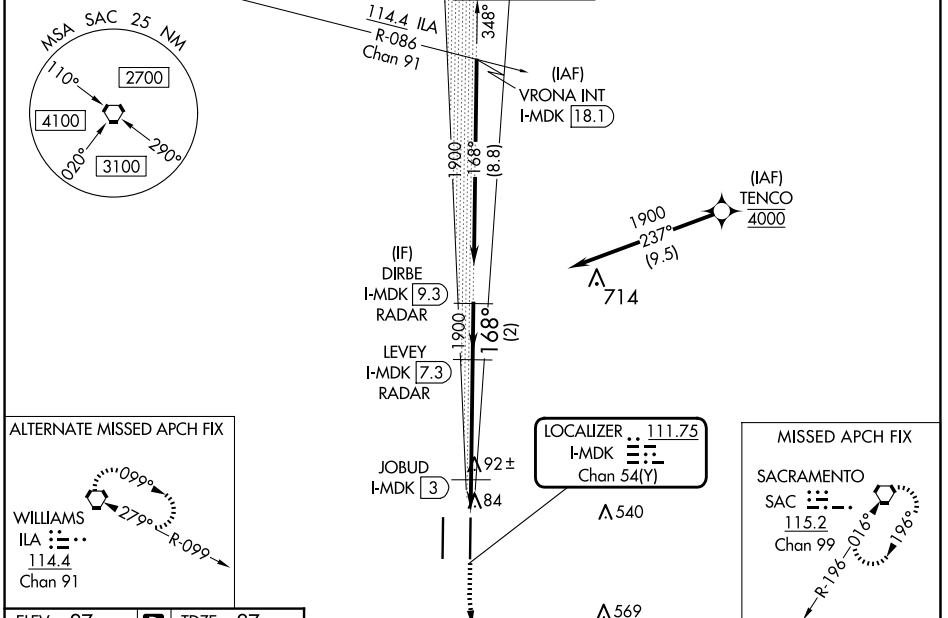 MSA SAC 25 NM
110°
2700
4100
020°
3100
290°
114.4 ILA
R-086
Chan 91
348°
(IAF)
VRONA INT
I-MDK 18.1
1900
168°
(8.8)
(IAF)
TENCO
4000
1900
237°
(9.5)
714
(IF)
DIRBE
I-MDK 9.3
RADAR
1900
168°
(2)
LEVEY
I-MDK 7.3
RADAR
JOBUD
I-MDK 3
92±
84
LOCALIZER 111.75
I-MDK
Chan 54(Y)
540
569
ALTERNATE MISSED APCH FIX
099°
279°
R-099
WILLIAMS
ILA
114.4
Chan 91
MISSED APCH FIX
SACRAMENTO
SAC
115.2
Chan 99
R-196
016°
196°
ELEV 27 D TDZE 27